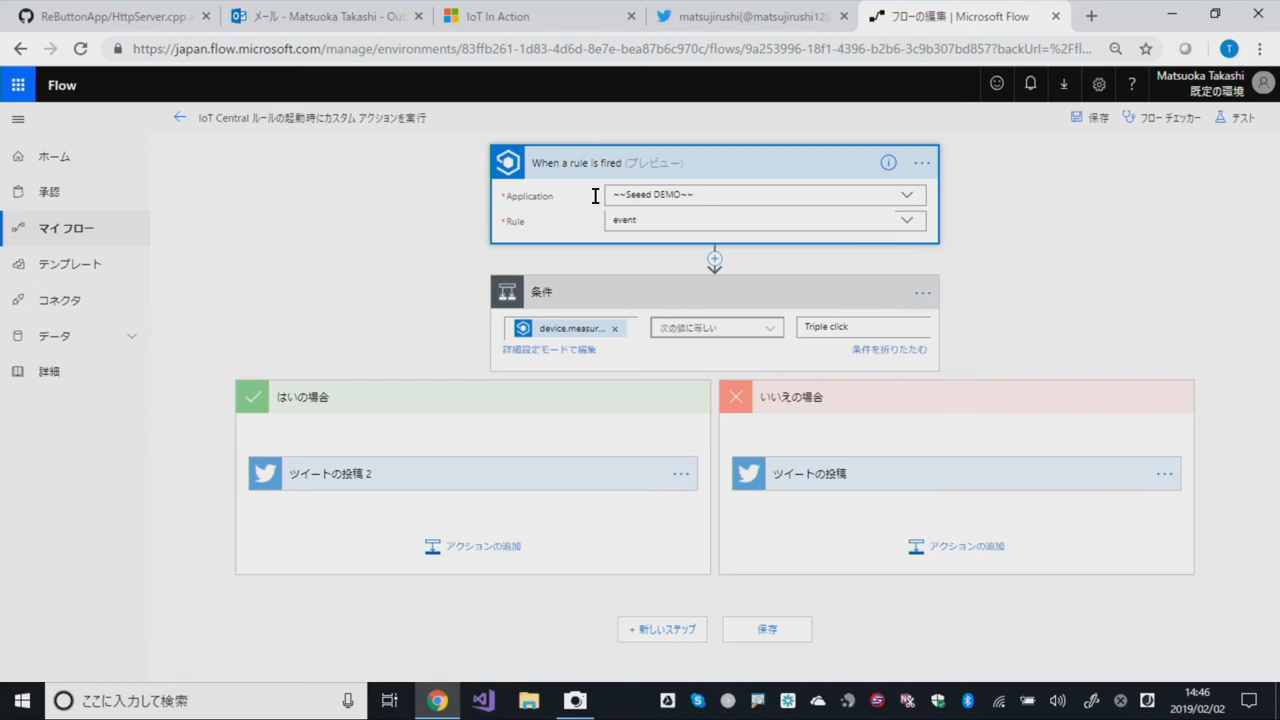 ReButtonApp/HttpServer.cpp
メール - Matsuoka Takashi - Out
IoT In Action
matsujirushi(@matsujirushi12)
フローの編集 | Microsoft Flow
https://japan.flow.microsoft.com/manage/environments/83ffb261-1d83-4d6d-8e7e-bea87b6c970c/flows/9a253996-18f1-4396-b2b6-3c9b307bd857?backUrl=%2Ffl...
T
Flow
Matsuoka Takashi
既定の環境
IoT Central ルールの起動時にカスタム アクションを実行
保存
フロー チェッカー
テスト
ホーム
承認
マイ フロー
テンプレート
コネクタ
データ
詳細
When a rule is fired (プレビュー)
*Application
~~Seeed DEMO~~
*Rule
event
条件
device.measur...
次の値に等しい
Triple click
詳細設定モードで編集
条件を折りたたむ
はいの場合
いいえの場合
ツイートの投稿 2
ツイートの投稿
アクションの追加
アクションの追加
+ 新しいステップ
保存
ここに入力して検索
14:46
2019/02/02